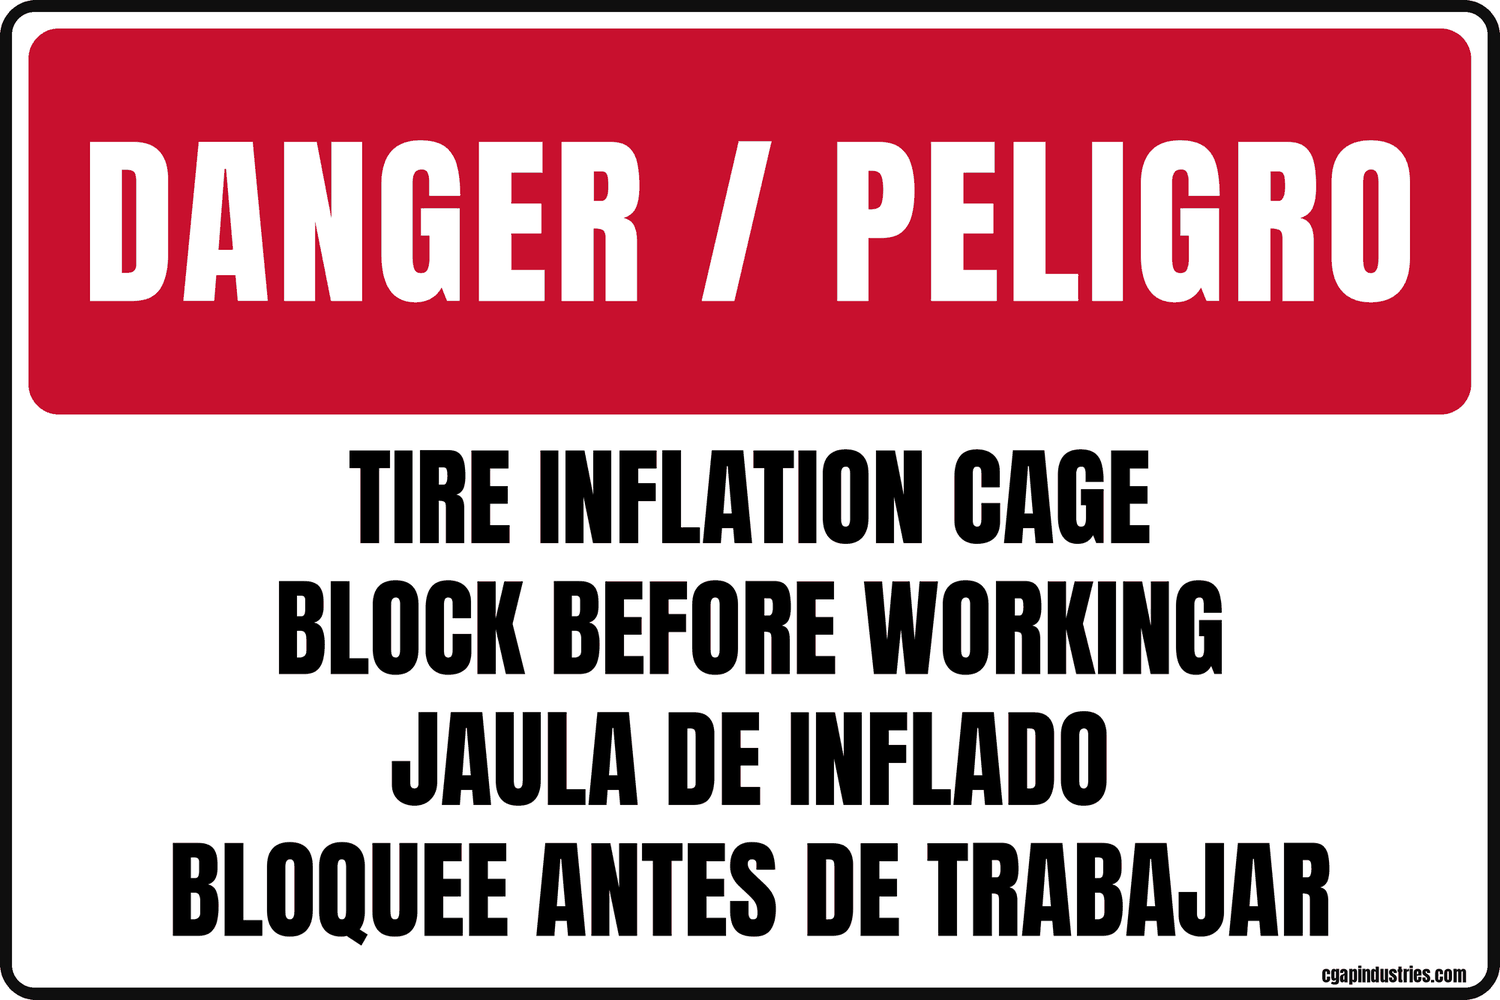 DANGER / PELIGRO
TIRE INFLATION CAGE
BLOCK BEFORE WORKING
JAULA DE INFLADO
BLOQUEE ANTES DE TRABAJAR
cgapindustries.com